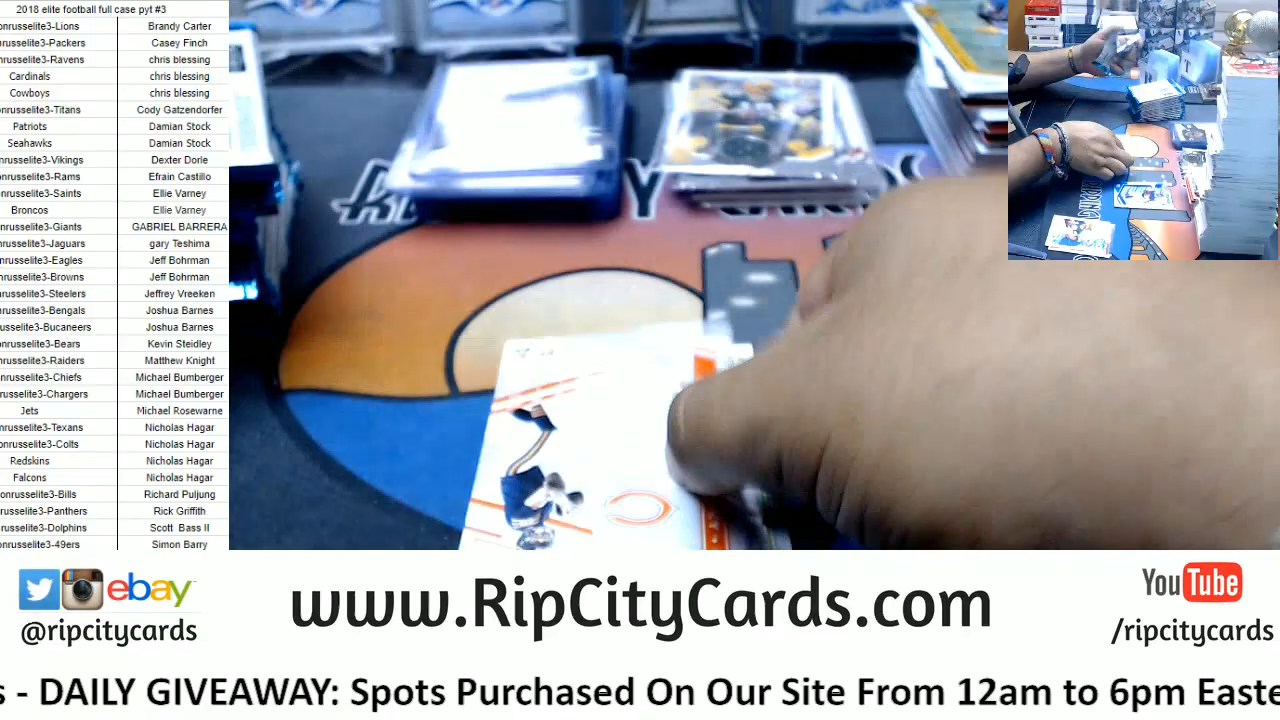 2018 elite football full case pyt #3
onrusselite3-Lions Brandy Carter
nrusselite3-Packers Casey Finch
nrusselite3-Ravens chris blessing
Cardinals chris blessing
Cowboys chris blessing
onrusselite3-Titans Cody Gatzendorfer
Patriots Damian Stock
Seahawks Damian Stock
nrusselite3-Vikings Dexter Dorle
nrusselite3-Rams Efrain Castillo
nrusselite3-Saints Ellie Varney
Broncos Ellie Varney
onrusselite3-Giants GABRIEL BARRERA
nrusselite3-Jaguars gary Teshima
nrusselite3-Eagles Jeff Bohrman
nrusselite3-Browns Jeff Bohrman
nrusselite3-Steelers Jeffrey Vreeken
nrusselite3-Bengals Joshua Barnes
usselite3-Bucaneers Joshua Barnes
nrusselite3-Bears Kevin Steidley
nrusselite3-Raiders Matthew Knight
nrusselite3-Chiefs Michael Bumberger
russelite3-Chargers Michael Bumberger
Jets Michael Rosewarne
nrusselite3-Texans Nicholas Hagar
onrusselite3-Colts Nicholas Hagar
Redskins Nicholas Hagar
Falcons Nicholas Hagar
onrusselite3-Bills Richard Puljung
russelite3-Panthers Rick Griffith
russelite3-Dolphins Scott Bass II
onrusselite3-49ers Simon Barry
ebay
@ripcitycards
www.RipCityCards.com
YouTube
/ripcitycards
s - DAILY GIVEAWAY: Spots Purchased On Our Site From 12am to 6pm Easte